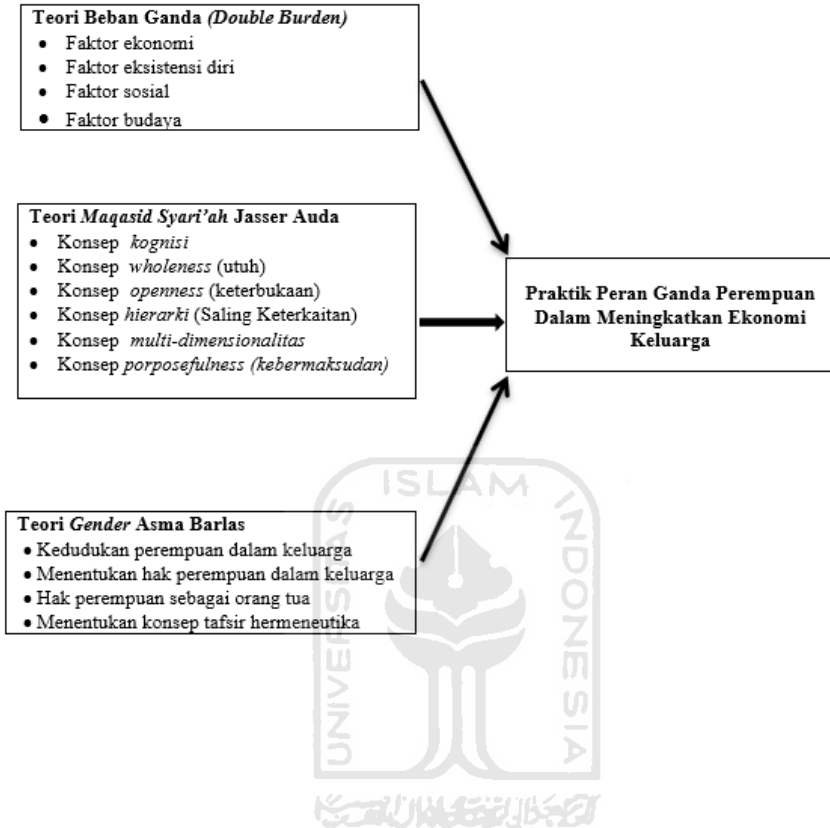 Teori Beban Ganda (Double Burden)
• Faktor ekonomi
• Faktor eksistensi diri
• Faktor sosial
• Faktor budaya
Teori Maqasid Syari'ah Jasser Auda
• Konsep kognisi
• Konsep wholeness (utuh)
• Konsep openness (keterbukaan)
• Konsep hierarki (Saling Keterkaitan)
• Konsep multi-dimensionalitas
• Konsep porposefulness (kebermaksudan)
Praktik Peran Ganda Perempuan
Dalam Meningkatkan Ekonomi
Keluarga
Teori Gender Asma Barlas
• Kedudukan perempuan dalam keluarga
• Menentukan hak perempuan dalam keluarga
• Hak perempuan sebagai orang tua
• Menentukan konsep tafsir hermeneutika
UNIVERSITAS
ISLAM
INDONESIA